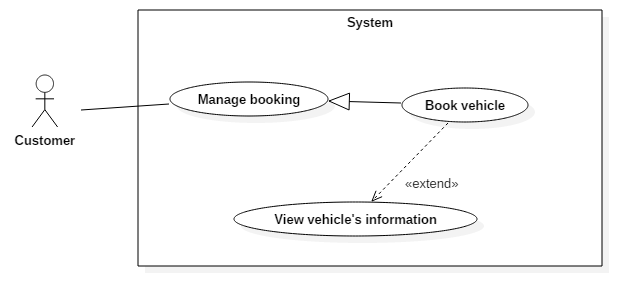 System
Manage booking
Book vehicle
Customer
«extend»
View vehicle's information